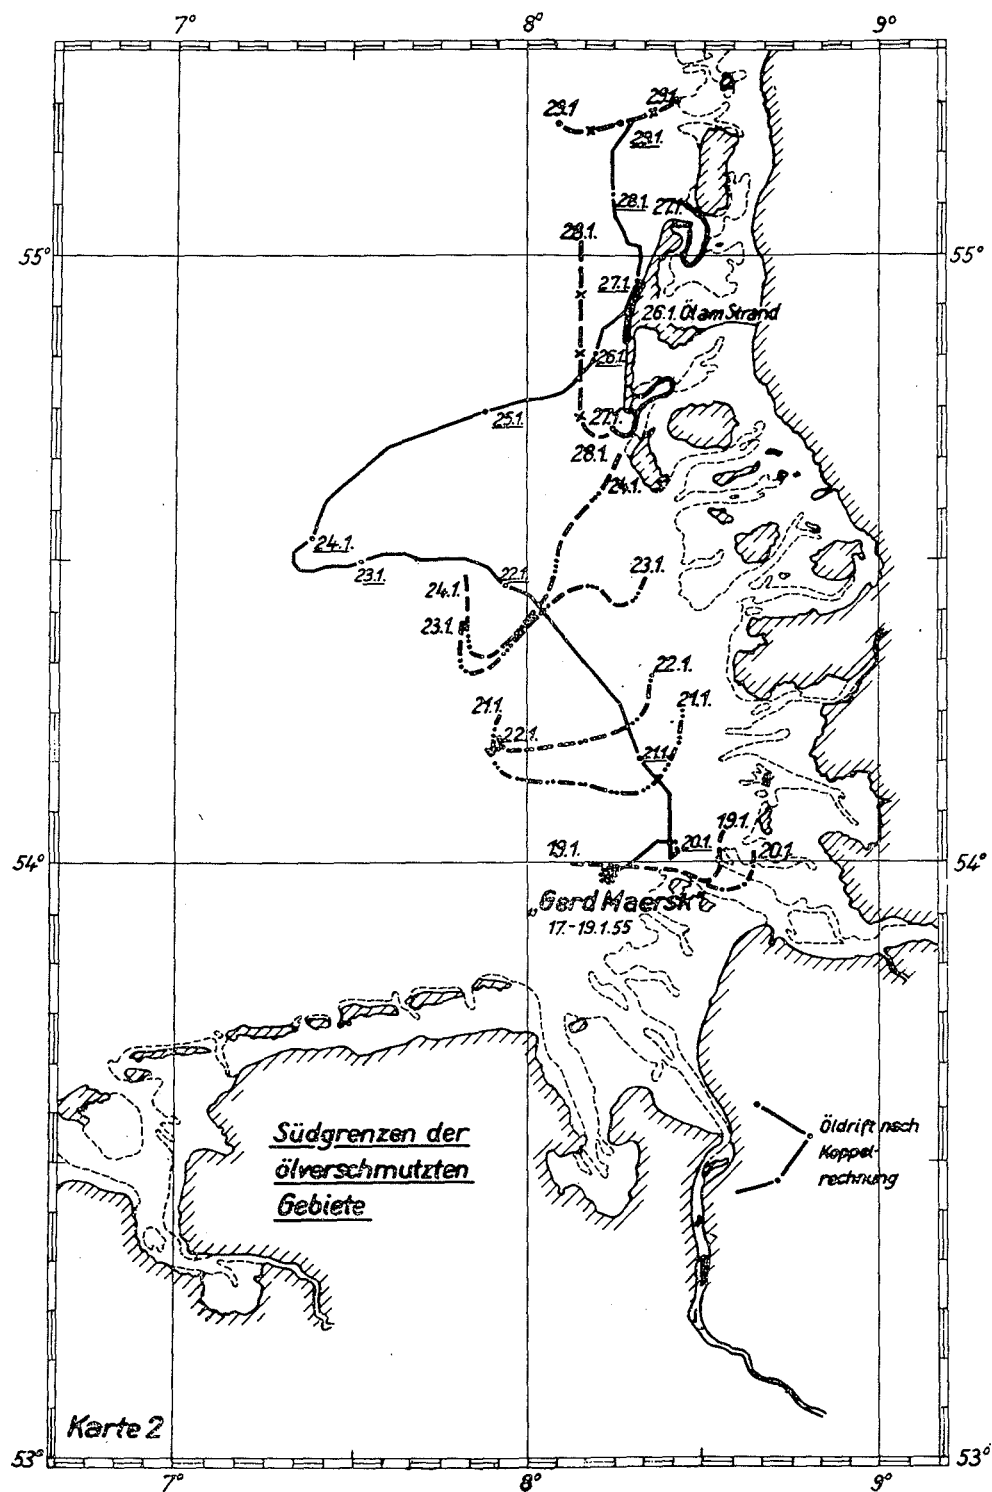 7° 8° 9°
29.1 29.1.
29.1.
28.1. 27.1.
28.1.
55° 55°
27.1.
26.1. Öl am Strand
26.1.
25.1. 27.1.
28.1.
24.1.
24.1.
23.1. 22.1. 23.1.
24.1.
23.1.
22.1.
21.1. 21.1.
22.1.
21.1.
19.1.
19.1. 20.1. 20.1.
54° 54°
„Gerd Maersk"
17.-19.1.55
Südgrenzen der
ölverschmutzten
Gebiete
Öldrift nach
Koppel-
rechnung
Karte 2
53° 53°
7° 8° 9°